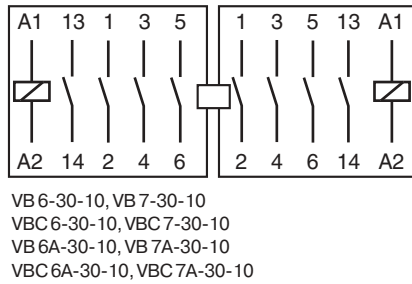 A1 13 1 3 5 1 3 5 13 A1
A2 14 2 4 6 2 4 6 14 A2
VB 6-30-10, VB 7-30-10
VBC 6-30-10, VBC 7-30-10
VB 6A-30-10, VB 7A-30-10
VBC 6A-30-10, VBC 7A-30-10